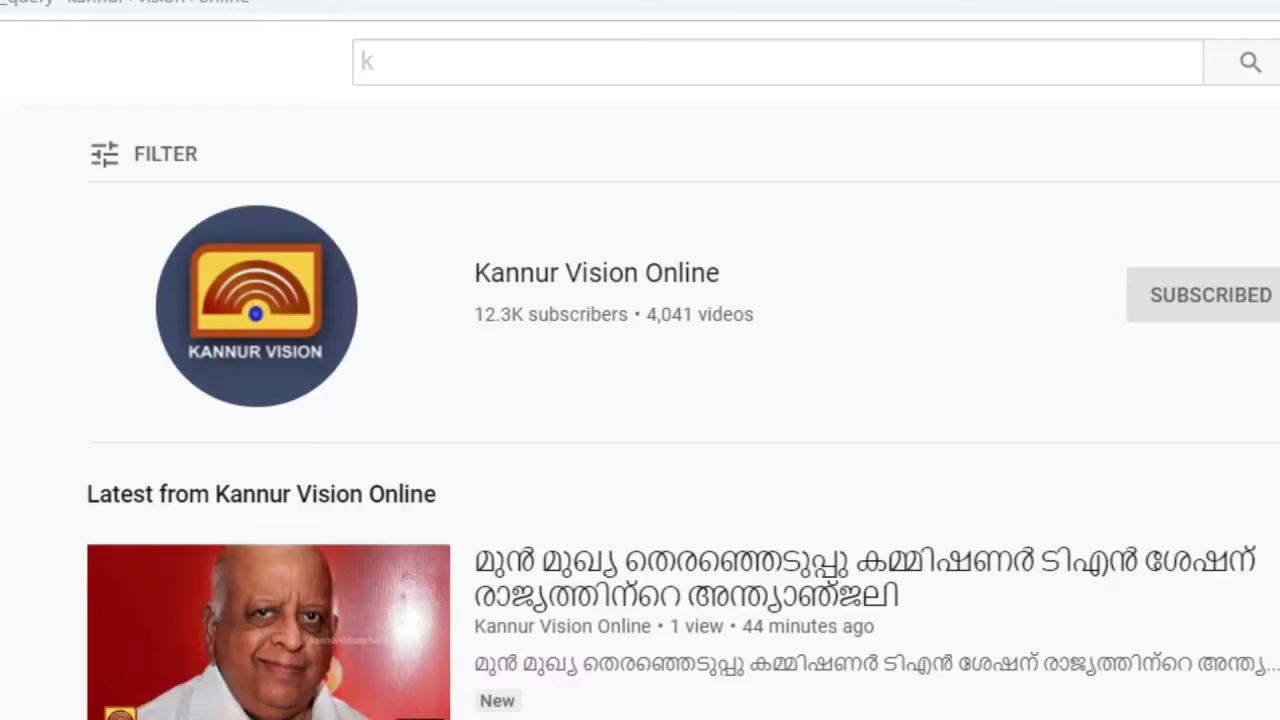 k
FILTER
KANNUR VISION
Kannur Vision Online
12.3K subscribers • 4,041 videos
SUBSCRIBED
Latest from Kannur Vision Online
മുൻ മുഖ്യ തെരഞ്ഞെടുപ്പു കമ്മിഷണർ ടിഎൻ ശേഷന്
രാജ്യത്തിന്റെ അന്ത്യാഞ്ജലി
Kannur Vision Online • 1 view • 44 minutes ago
മുൻ മുഖ്യ തെരഞ്ഞെടുപ്പു കമ്മിഷണർ ടിഎൻ ശേഷന് രാജ്യത്തിന്റെ അന്ത്യ...
New